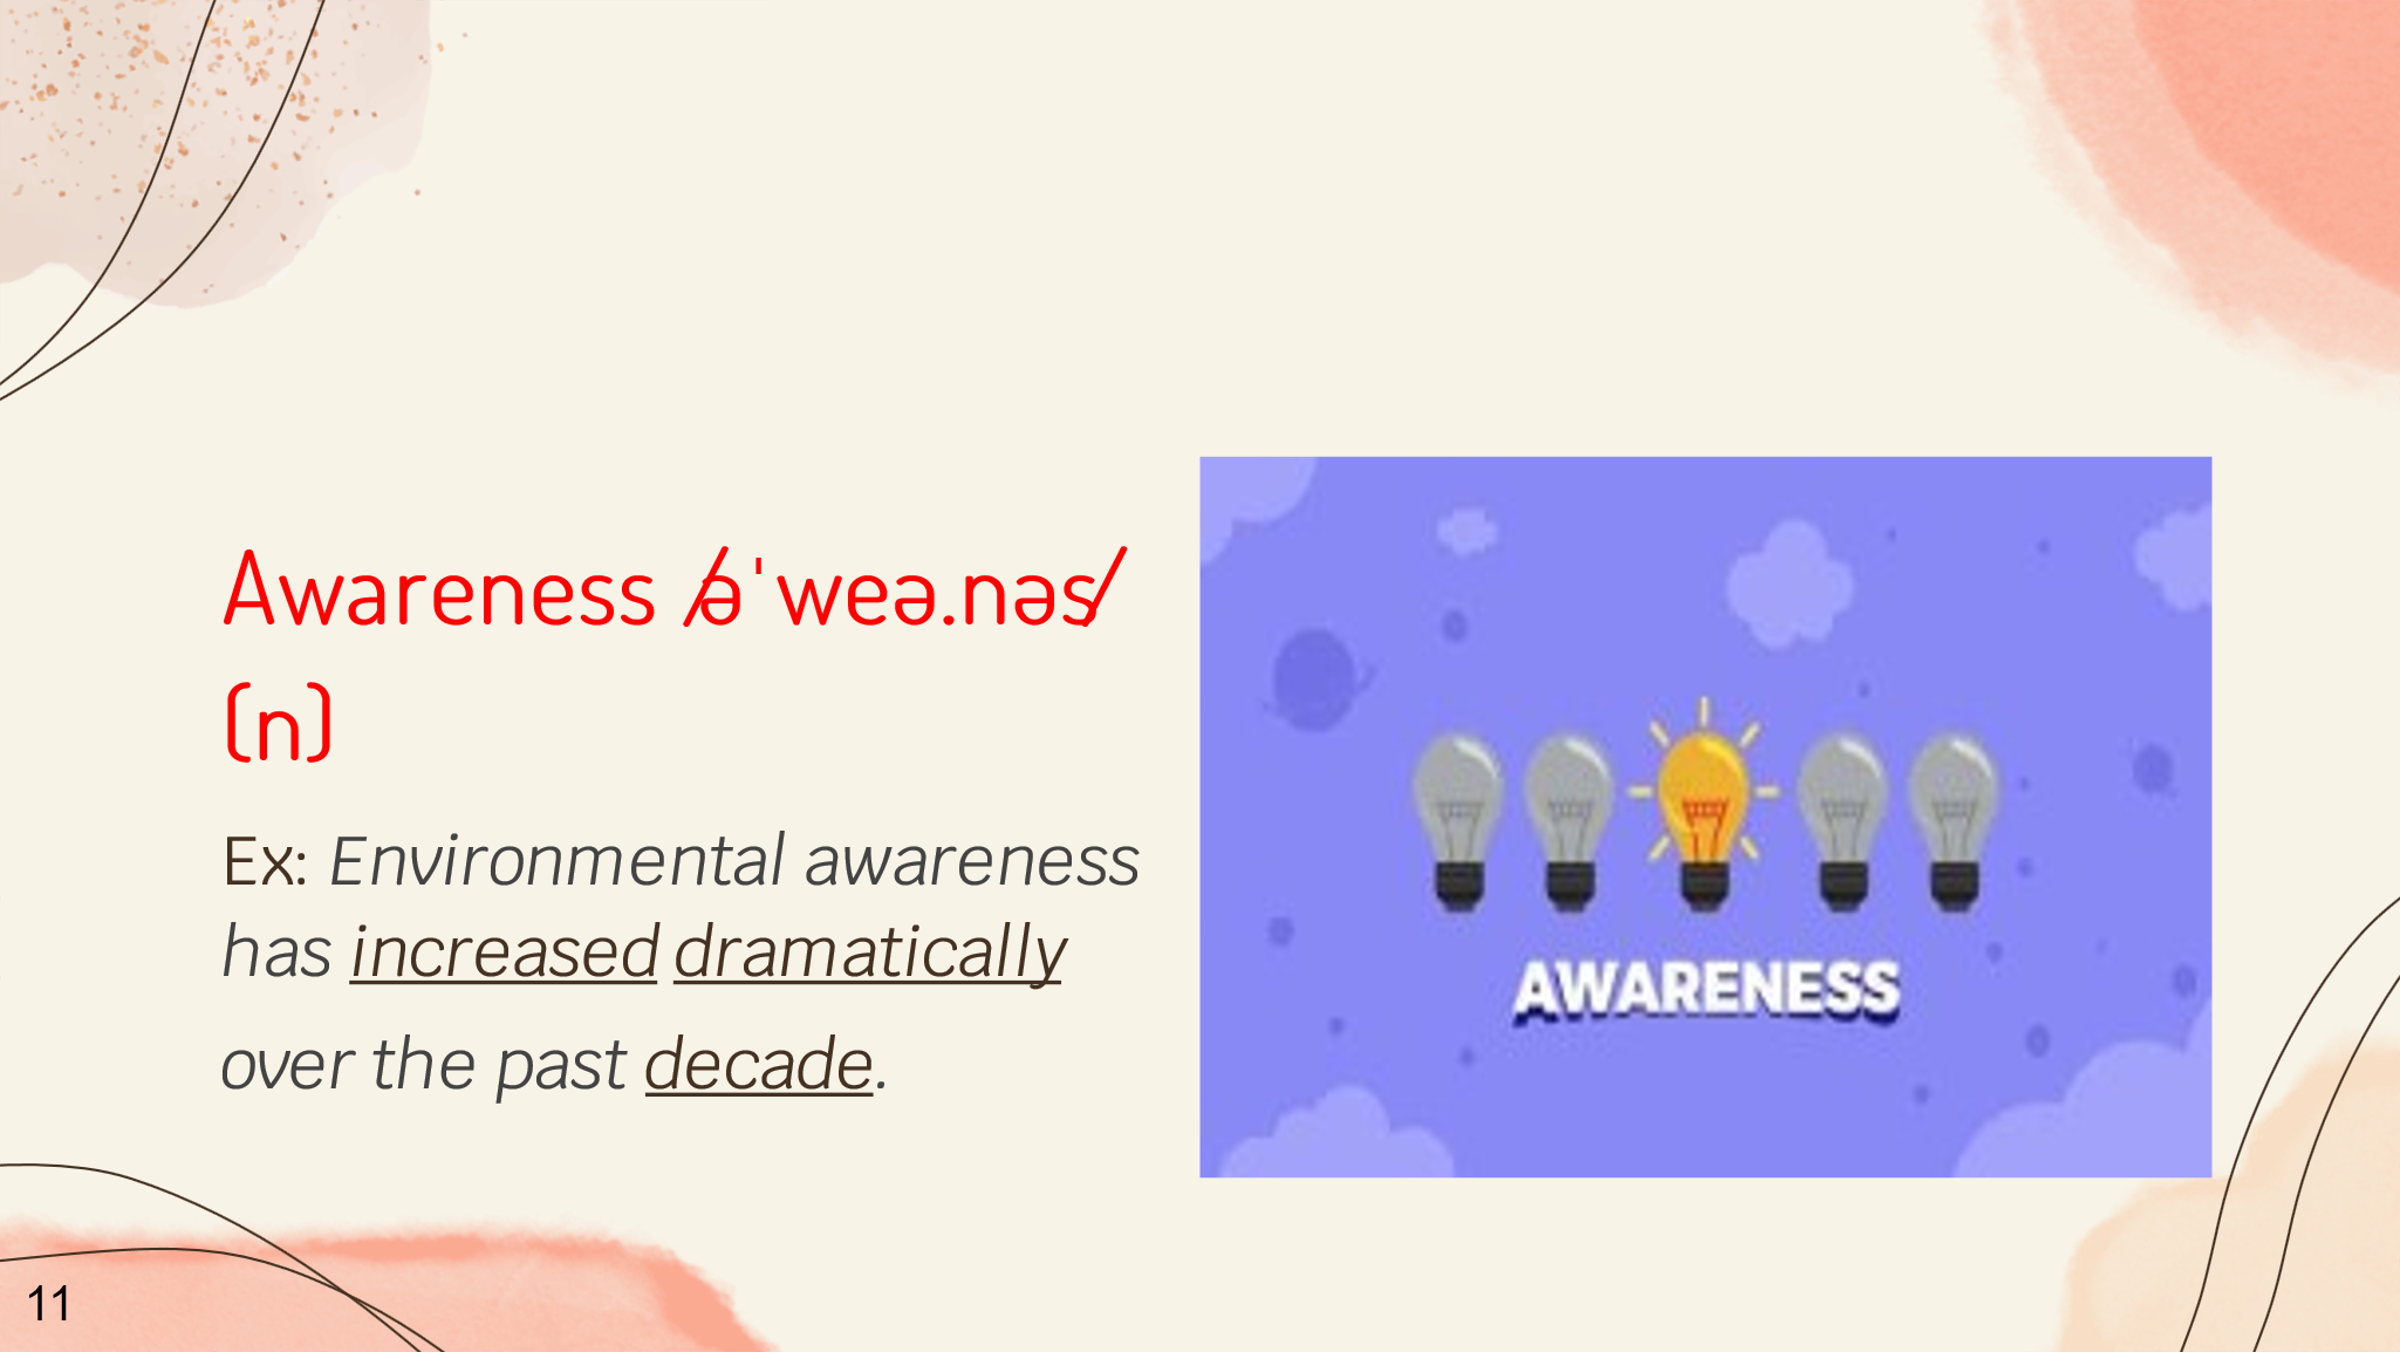 Awareness /əˈweə.nəs/
(n)
Ex: Environmental awareness
has increased dramatically
over the past decade.
AWARENESS
11